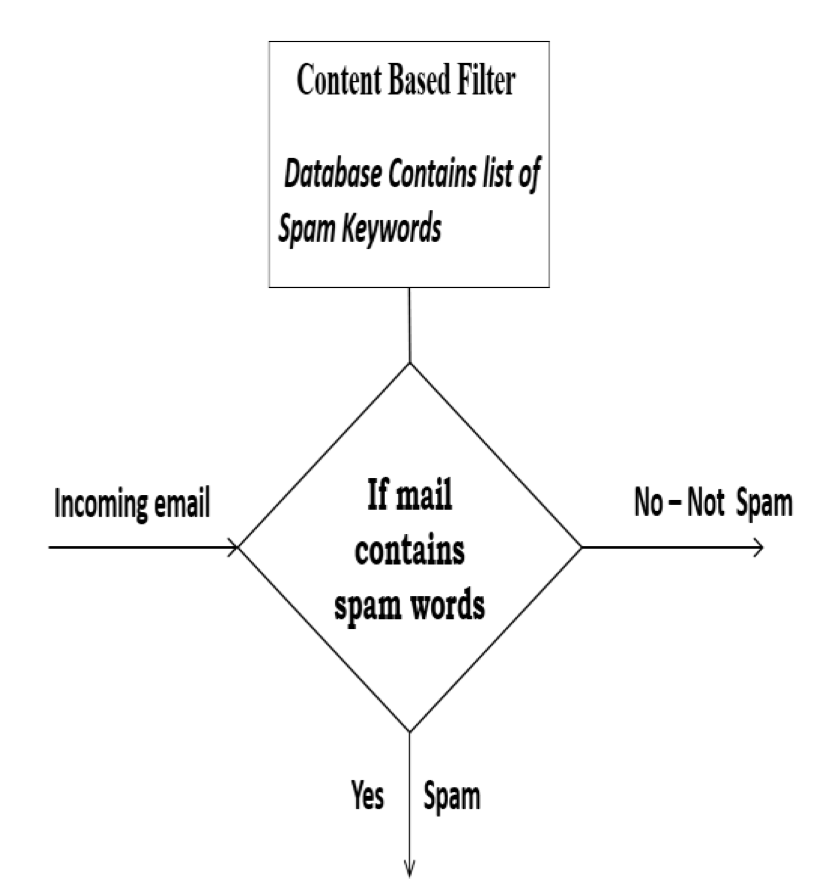 Content Based Filter
Database Contains list of
Spam Keywords
Incoming email
If mail
contains
spam words
No – Not Spam
Yes Spam